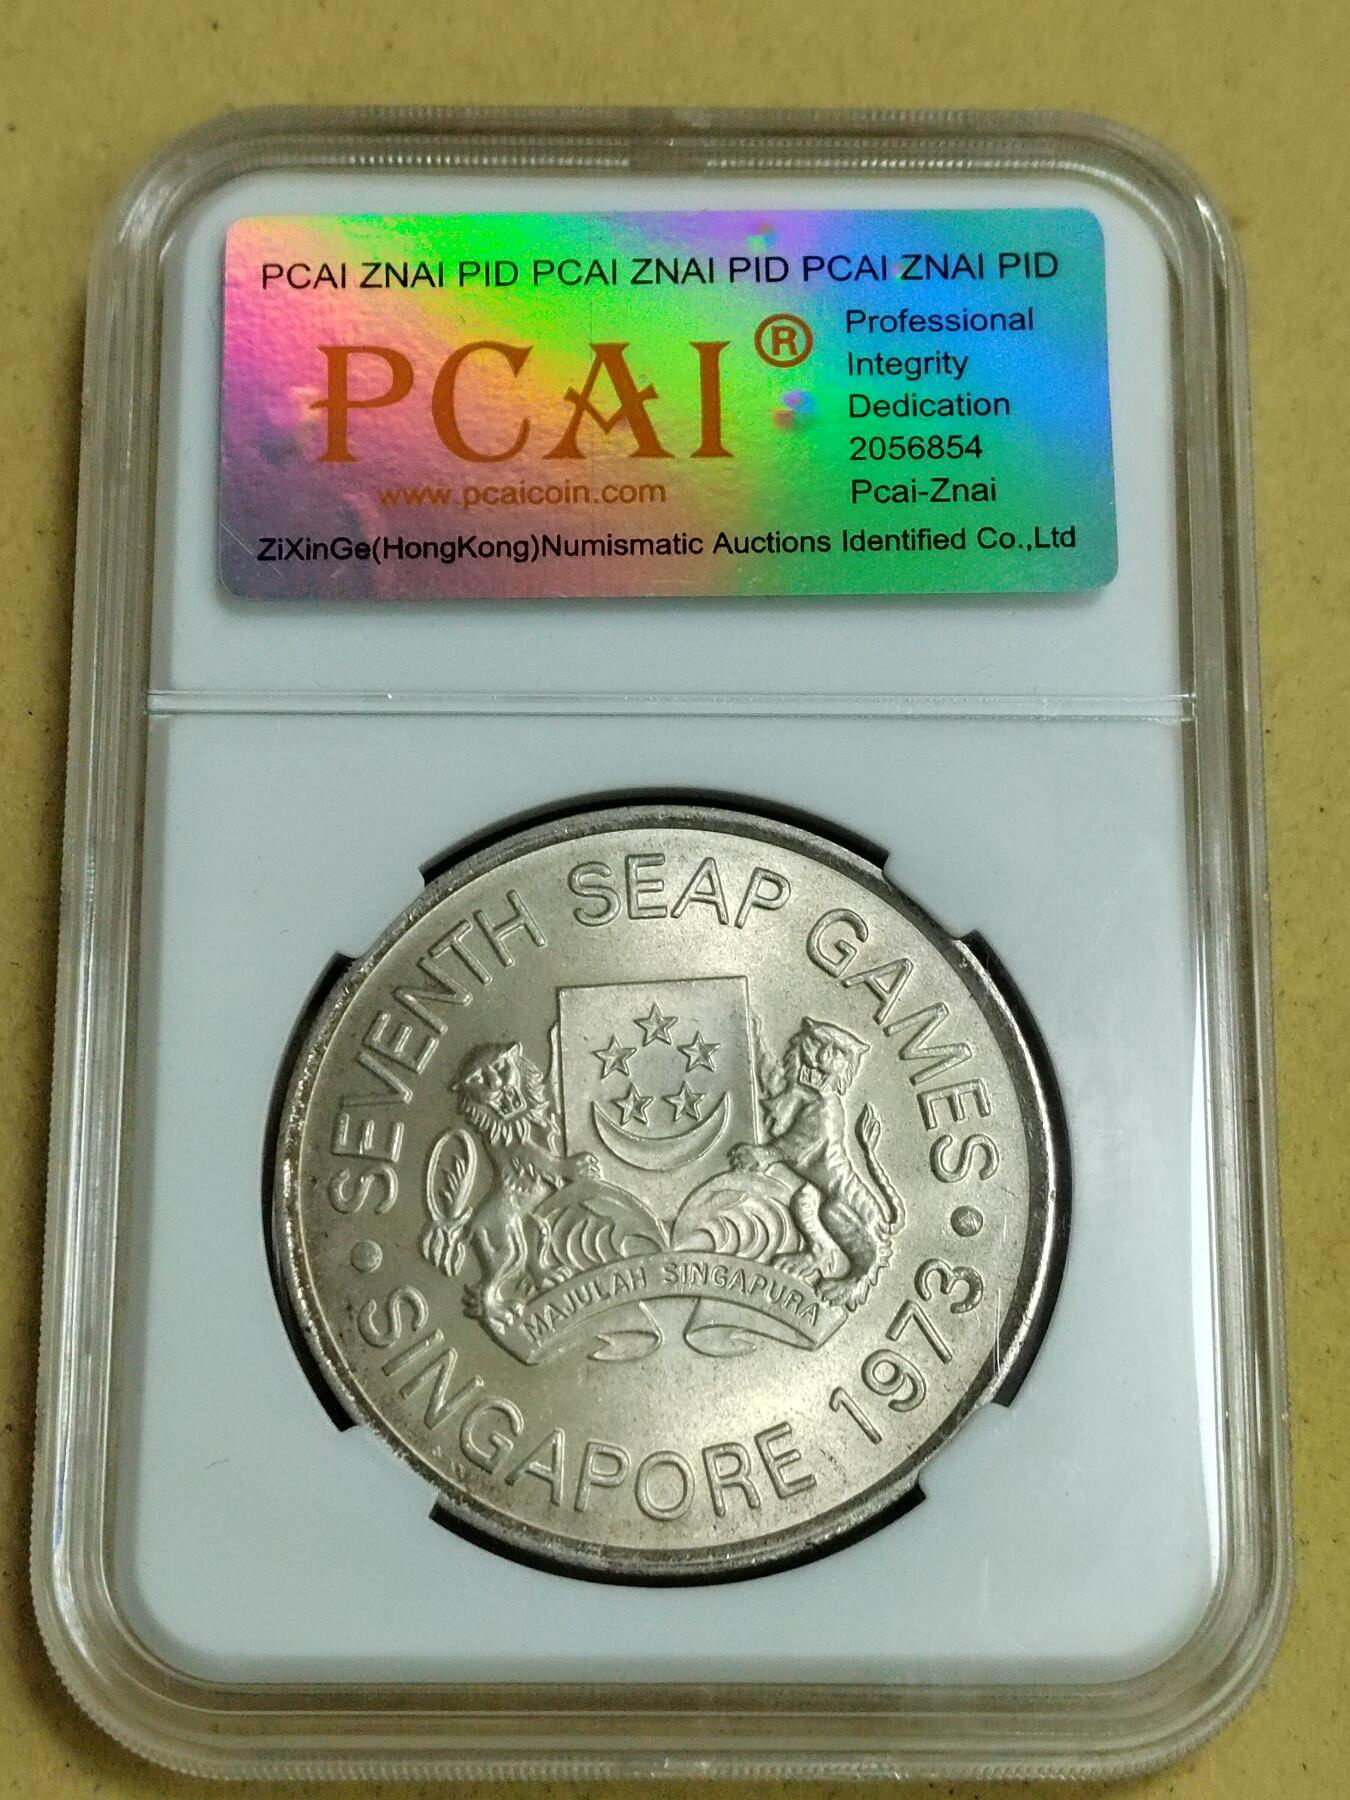 PCAI ZNAI PID PCAI ZNAI PID PCAI ZNAI PID
PCAI®
www.pcaicoin.com
Professional
Integrity
Dedication
2056854
Pcai-Znai
ZiXinGe(HongKong)Numismatic Auctions Identified Co.,Ltd
SEVENTH SEAP GAMES
MAJULAH SINGAPURA
• SINGAPORE 1973 •